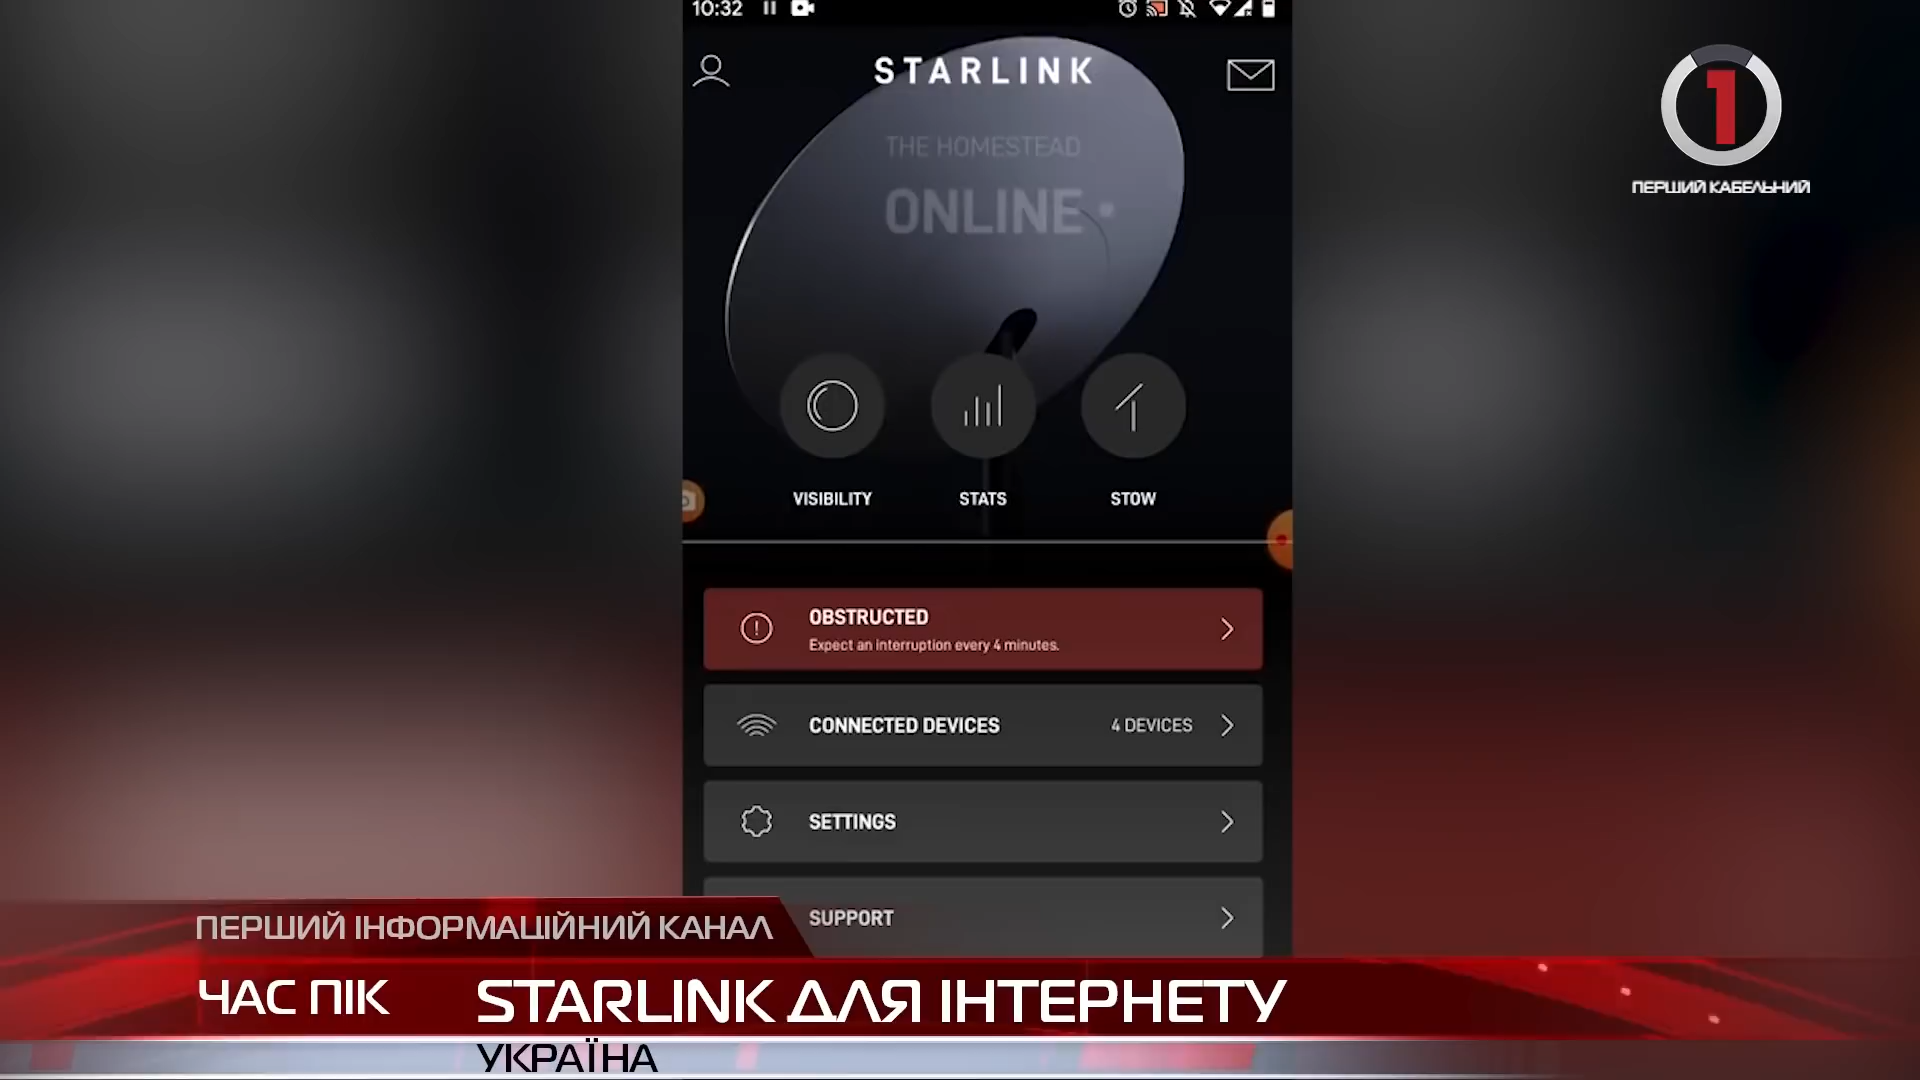 10:32
STARLINK
THE HOMESTEAD
ONLINE
VISIBILITY
STATS
STOW
OBSTRUCTED
Expect an interruption every 4 minutes.
CONNECTED DEVICES
4 DEVICES
SETTINGS
SUPPORT
1
ПЕРШИЙ КАБЕЛЬНИЙ
ПЕРШИЙ ІНФОРМАЦІЙНИЙ КАНАЛ
ЧАС ПІК
STARLINK ДЛЯ ІНТЕРНЕТУ
УКРАЇНА